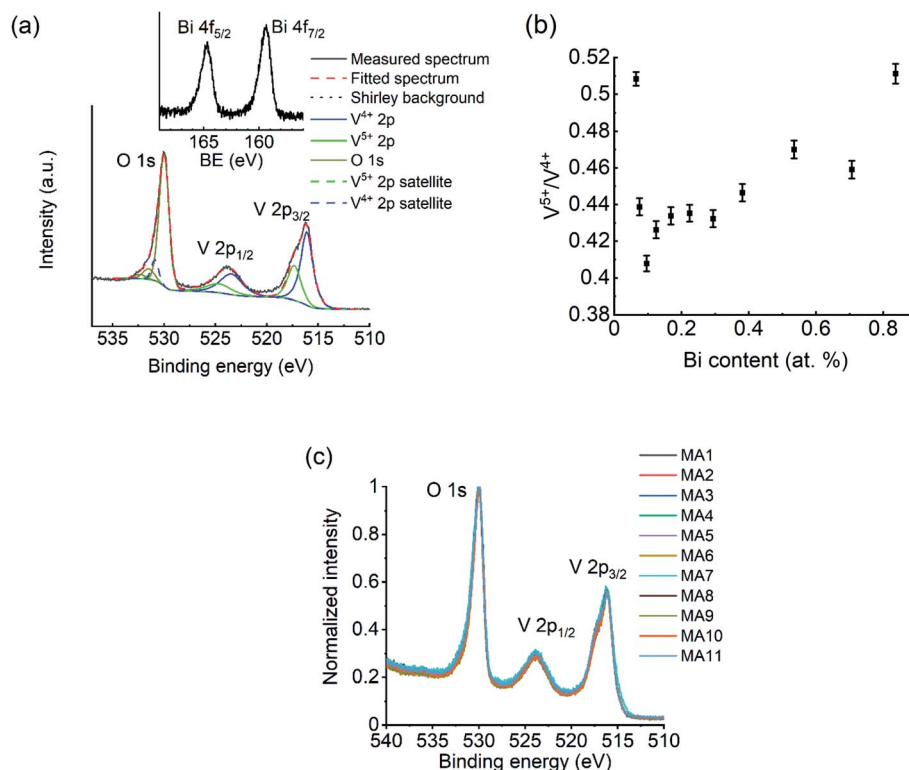 (a)
Bi 4f5/2
Bi 4f7/2
165
160
BE (eV)
Measured spectrum
Fitted spectrum
Shirley background
V4+ 2p
V5+ 2p
O 1s
V5+ 2p satellite
V4+ 2p satellite
O 1s
V 2p1/2
V 2p3/2
Intensity (a.u.)
535
530
525
520
515
510
Binding energy (eV)
(b)
0.52
0.5
0.48
0.46
0.44
0.42
0.4
0.38
V5+/V4+
0
0.2
0.4
0.6
0.8
Bi content (at. %)
(c)
O 1s
V 2p1/2
V 2p3/2
1
0.8
0.6
0.4
0.2
0
Normalized intensity
540
535
530
525
520
515
510
Binding energy (eV)
MA1
MA2
MA3
MA4
MA5
MA6
MA7
MA8
MA9
MA10
MA11